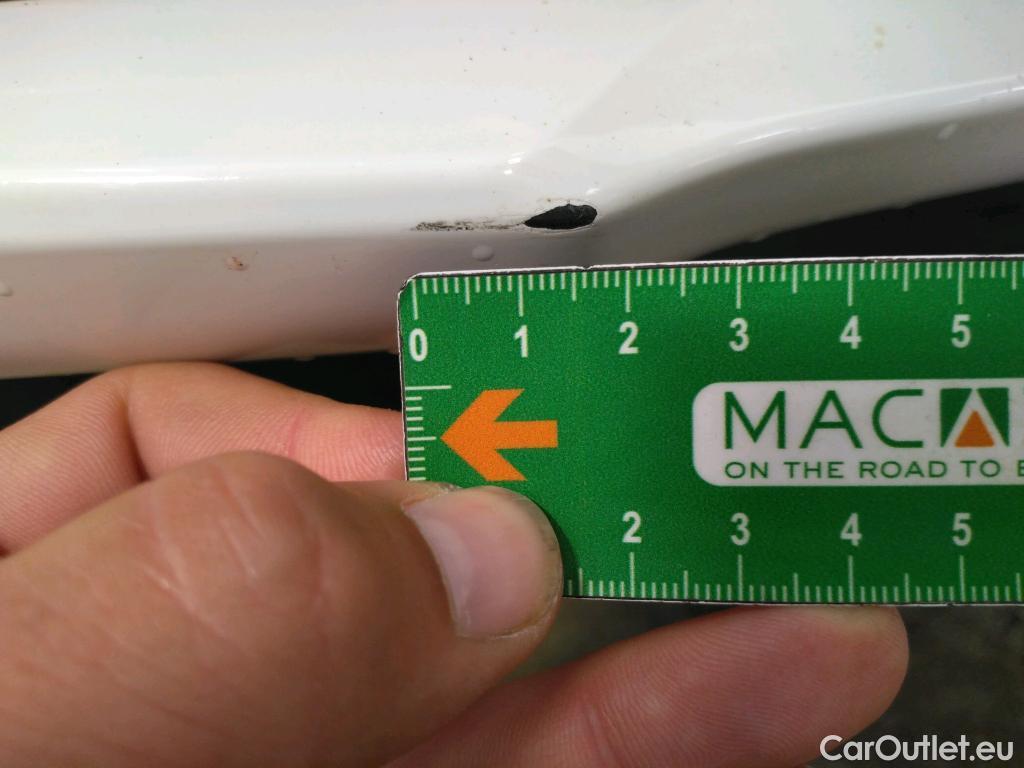 0 1 2 3 4 5
MAC
ON THE ROAD TO
2 3 4 5
CarOutlet.eu